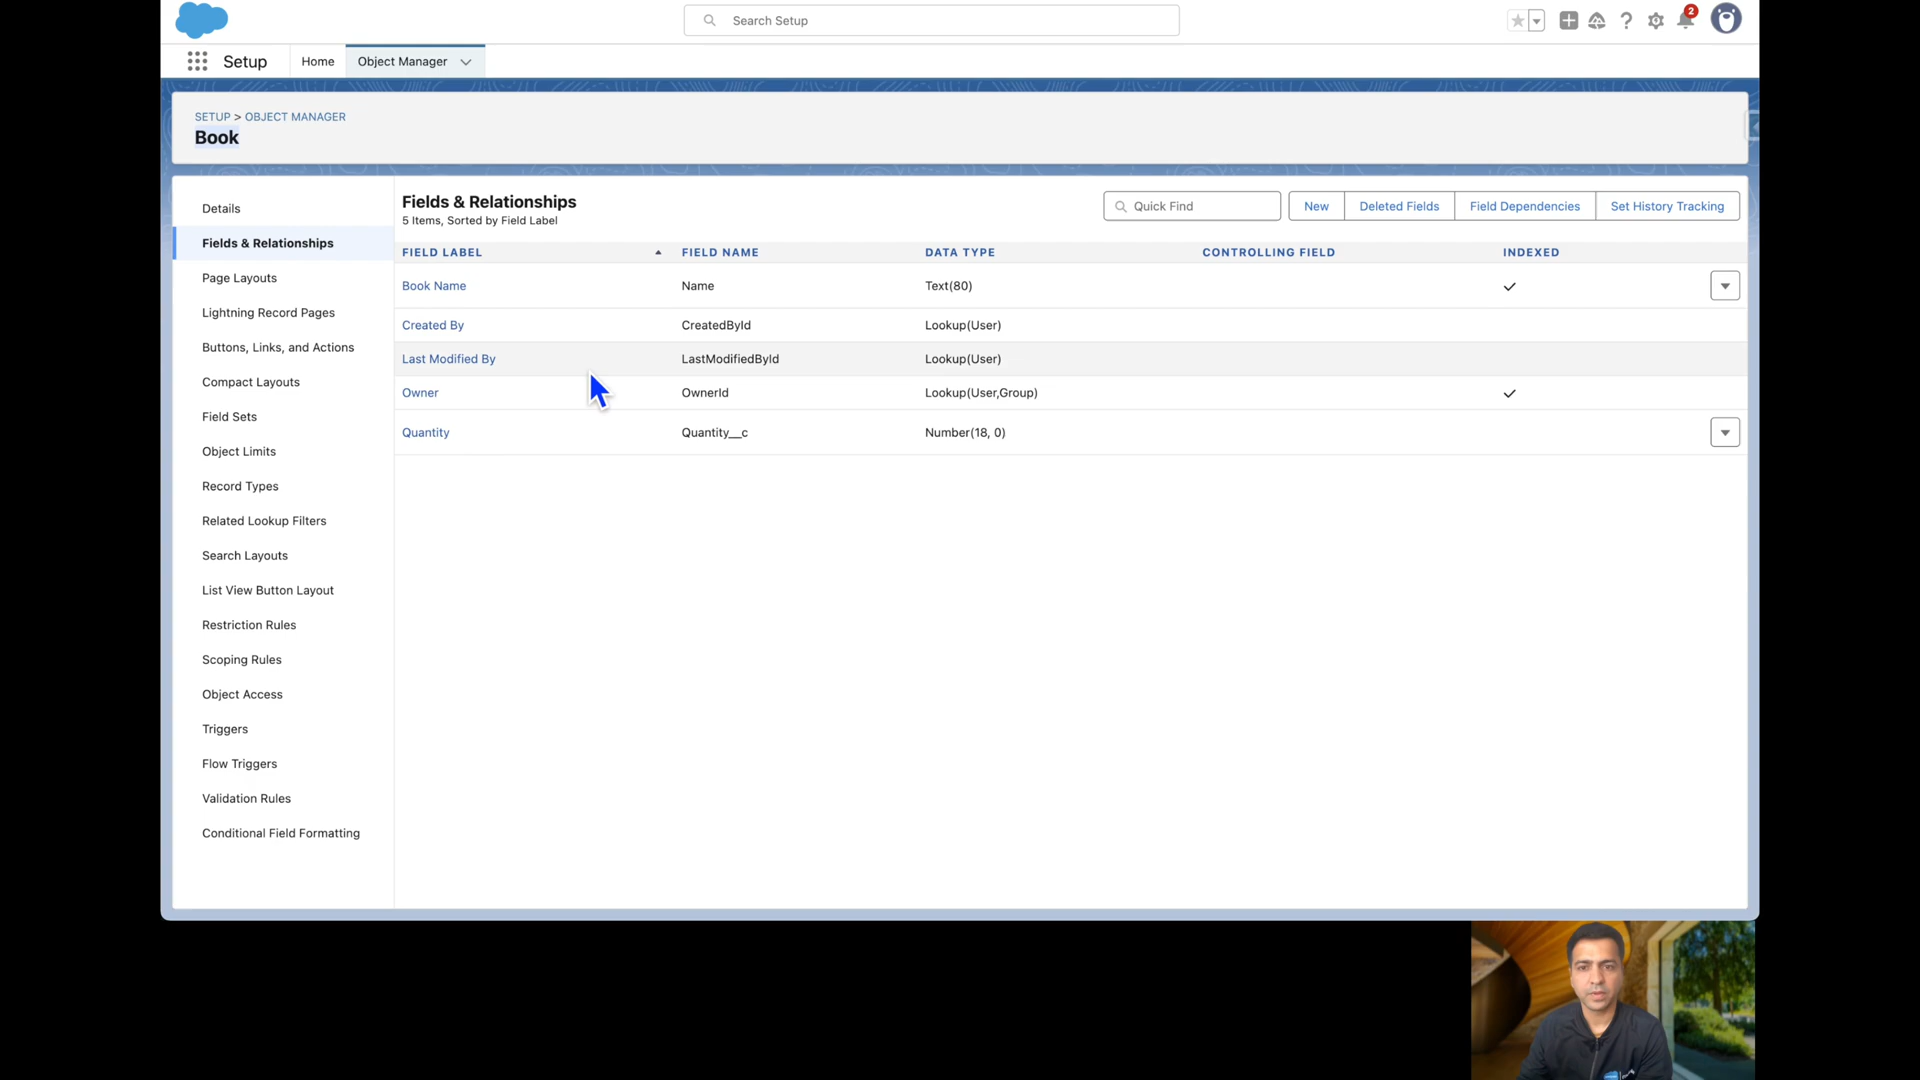 Search Setup
2
Setup
Home
Object Manager
SETUP > OBJECT MANAGER
Book
Details
Fields & Relationships
Page Layouts
Lightning Record Pages
Buttons, Links, and Actions
Compact Layouts
Field Sets
Object Limits
Record Types
Related Lookup Filters
Search Layouts
List View Button Layout
Restriction Rules
Scoping Rules
Object Access
Triggers
Flow Triggers
Validation Rules
Conditional Field Formatting
Fields & Relationships
5 Items, Sorted by Field Label
Quick Find
New
Deleted Fields
Field Dependencies
Set History Tracking
FIELD LABEL FIELD NAME DATA TYPE CONTROLLING FIELD INDEXED
Book Name Name Text(80)
Created By CreatedById Lookup(User)
Last Modified By LastModifiedById Lookup(User)
Owner OwnerId Lookup(User,Group)
Quantity Quantity__c Number(18, 0)